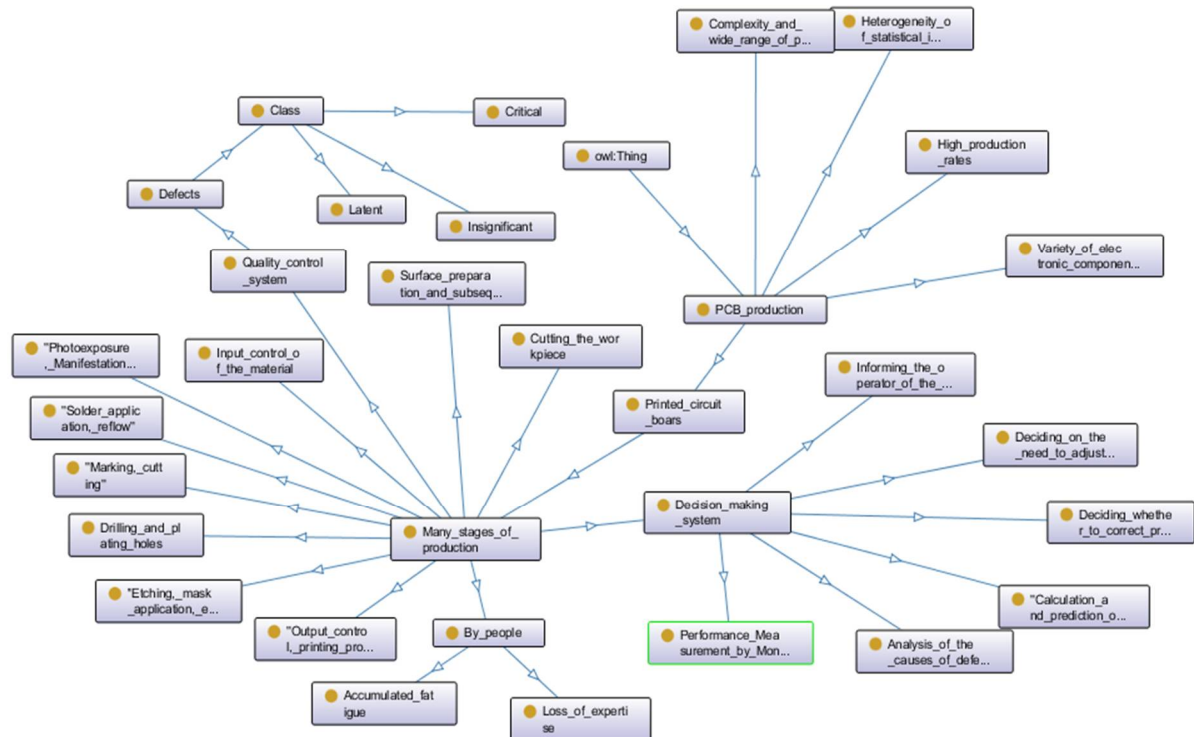 Complexity_and_
wide_range_of_p...
Heterogeneity_o
f_statistical_i...
Class
Critical
owl:Thing
High_production
_rates
Defects
Latent
Insignificant
Quality_control
_system
Surface_prepara
tion_and_subseq...
Variety_of_elec
tronic_componen...
PCB_production
"Photoexposure
,_Manifestation...
Input_control_o
f_the_material
Cutting_the_wor
kpiece
Informing_the_o
perator_of_the_...
"Solder_applic
ation,_reflow"
Printed_circuit
_boars
Deciding_on_the
_need_to_adjust...
"Marking,_cutt
ing"
Drilling_and_pl
ating_holes
Many_stages_of_
production
Decision_making
_system
Deciding_whethe
r_to_correct_pr...
"Etching,_mask
_application,_e...
"Output_contro
l,_printing_pro...
By_people
Performance_Mea
surement_by_Mon...
Analysis_of_the
_causes_of_defe...
"Calculation_a
nd_prediction_o...
Accumulated_fat
igue
Loss_of_experti
se